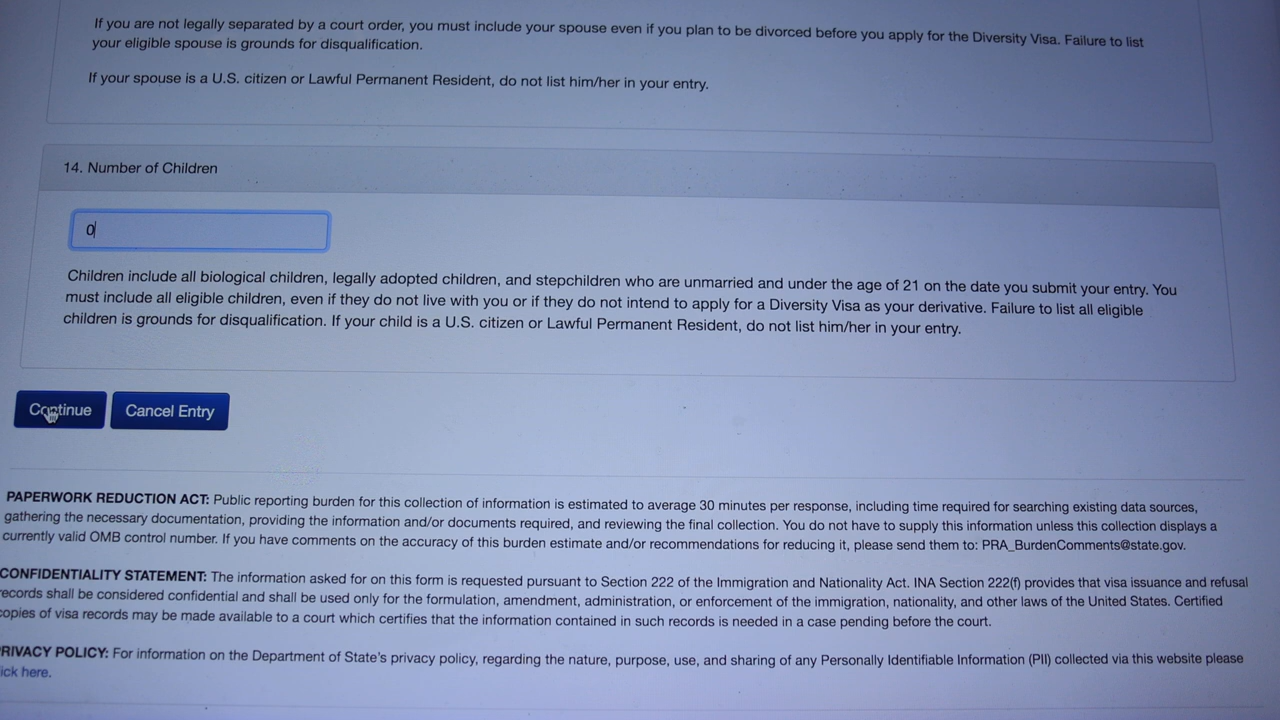 If you are not legally separated by a court order, you must include your spouse even if you plan to be divorced before you apply for the Diversity Visa. Failure to list
your eligible spouse is grounds for disqualification.
If your spouse is a U.S. citizen or Lawful Permanent Resident, do not list him/her in your entry.
14. Number of Children
0
Children include all biological children, legally adopted children, and stepchildren who are unmarried and under the age of 21 on the date you submit your entry. You
must include all eligible children, even if they do not live with you or if they do not intend to apply for a Diversity Visa as your derivative. Failure to list all eligible
children is grounds for disqualification. If your child is a U.S. citizen or Lawful Permanent Resident, do not list him/her in your entry.
Continue Cancel Entry
PAPERWORK REDUCTION ACT: Public reporting burden for this collection of information is estimated to average 30 minutes per response, including time required for searching existing data sources,
gathering the necessary documentation, providing the information and/or documents required, and reviewing the final collection. You do not have to supply this information unless this collection displays a
currently valid OMB control number. If you have comments on the accuracy of this burden estimate and/or recommendations for reducing it, please send them to: PRA_BurdenComments@state.gov.
CONFIDENTIALITY STATEMENT: The information asked for on this form is requested pursuant to Section 222 of the Immigration and Nationality Act. INA Section 222(f) provides that visa issuance and refusal
records shall be considered confidential and shall be used only for the formulation, amendment, administration, or enforcement of the immigration, nationality, and other laws of the United States. Certified
copies of visa records may be made available to a court which certifies that the information contained in such records is needed in a case pending before the court.
PRIVACY POLICY: For information on the Department of State's privacy policy, regarding the nature, purpose, use, and sharing of any Personally Identifiable Information (PII) collected via this website please
ick here.